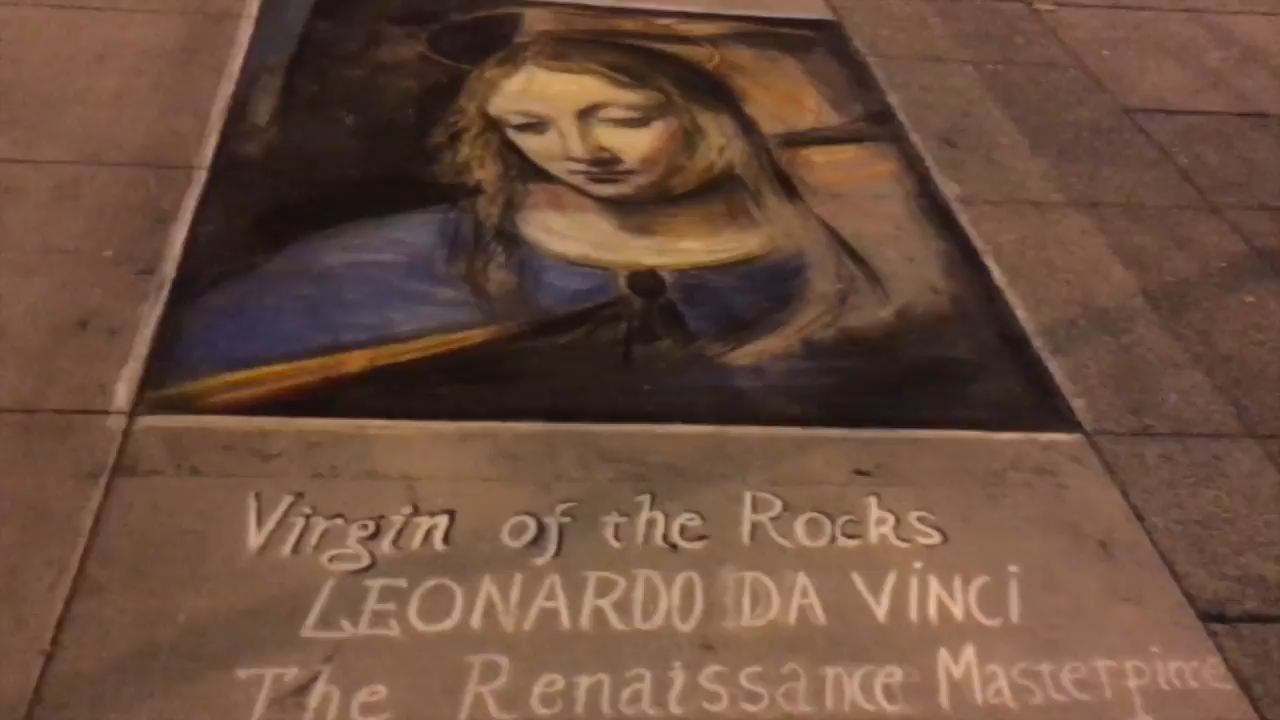 Virgin of the Rocks
LEONARDO DA ViNCi
The Renaissance Masterpiece